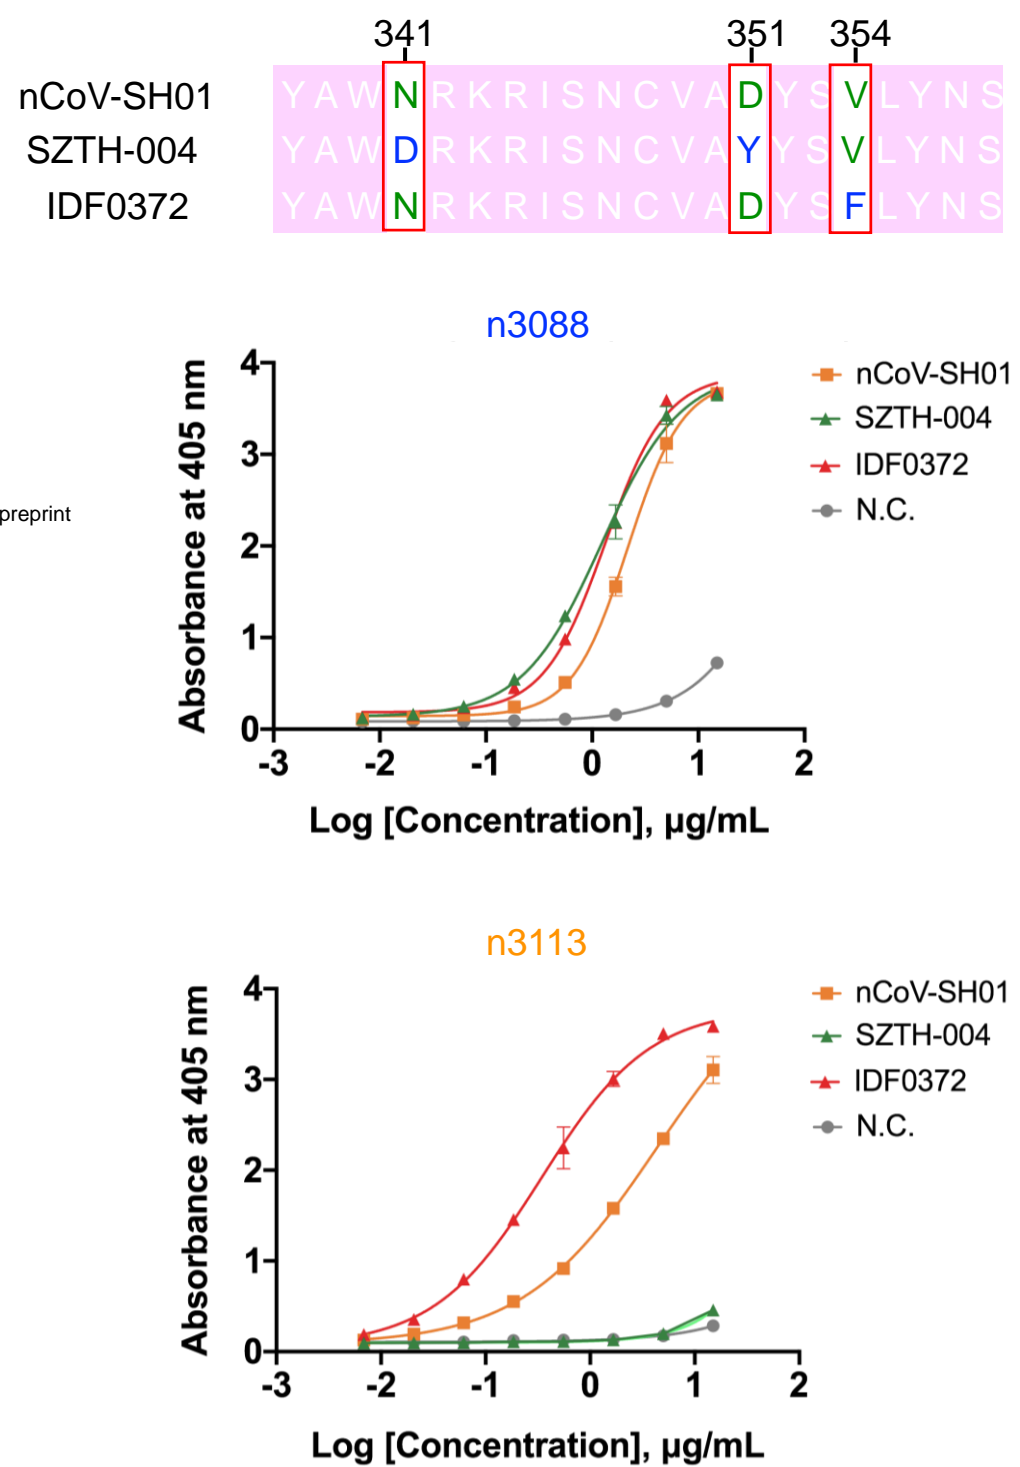 341 351 354
nCoV-SH01 Y A W N R K R I S N C V A D Y S V L Y N S
SZTH-004 Y A W D R K R I S N C V A Y Y S V L Y N S
IDF0372 Y A W N R K R I S N C V A D Y S F L Y N S
n3088
4
3
2
1
0
Absorbance at 405 nm
-3 -2 -1 0 1 2
Log [Concentration], µg/mL
nCoV-SH01
SZTH-004
IDF0372
N.C.
preprint
n3113
4
3
2
1
0
Absorbance at 405 nm
-3 -2 -1 0 1 2
Log [Concentration], µg/mL
nCoV-SH01
SZTH-004
IDF0372
N.C.